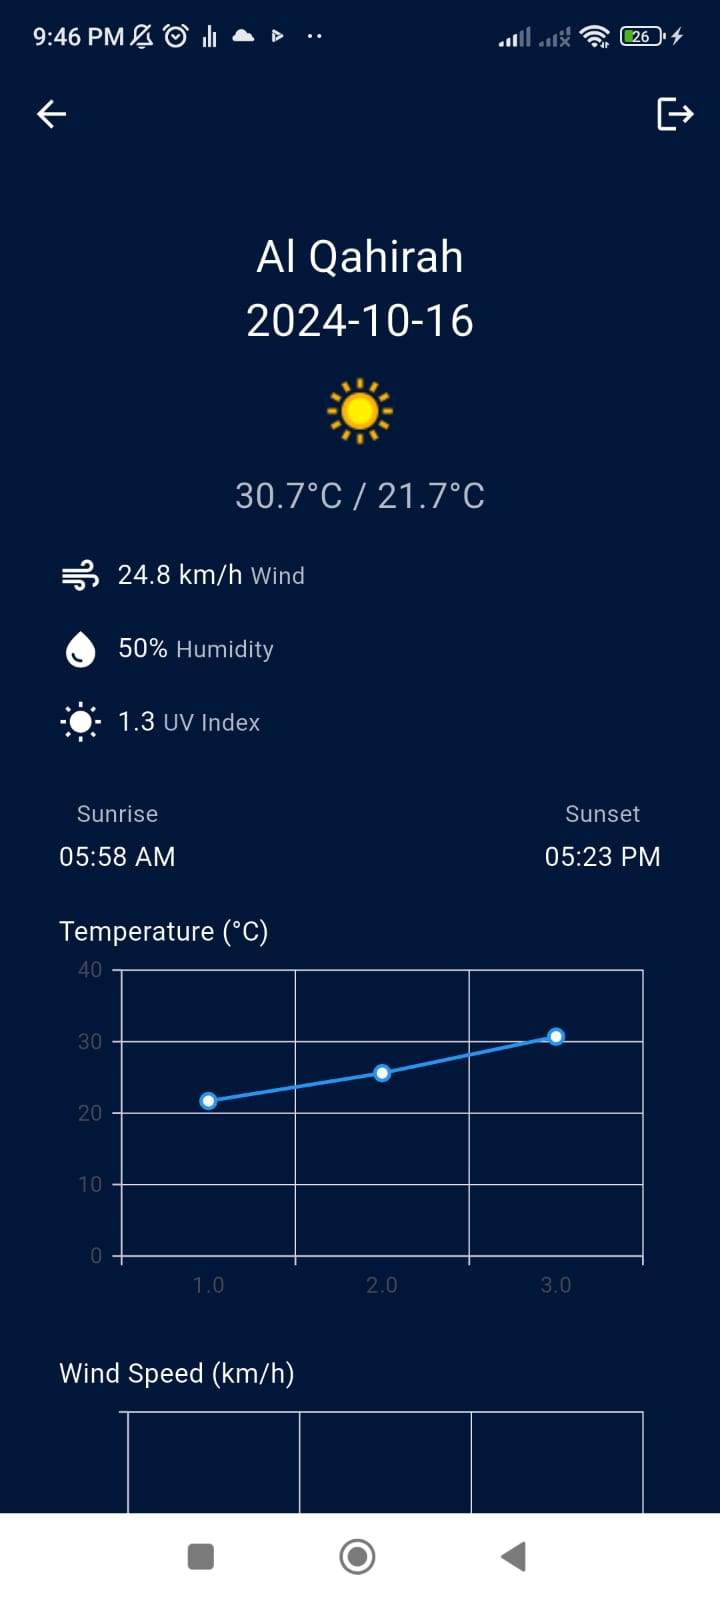 9:46 PM
26
Al Qahirah
2024-10-16
30.7°C / 21.7°C
24.8 km/h Wind
50% Humidity
1.3 UV Index
Sunrise Sunset
05:58 AM 05:23 PM
Temperature (°C)
40
30
20
10
0
1.0 2.0 3.0
Wind Speed (km/h)